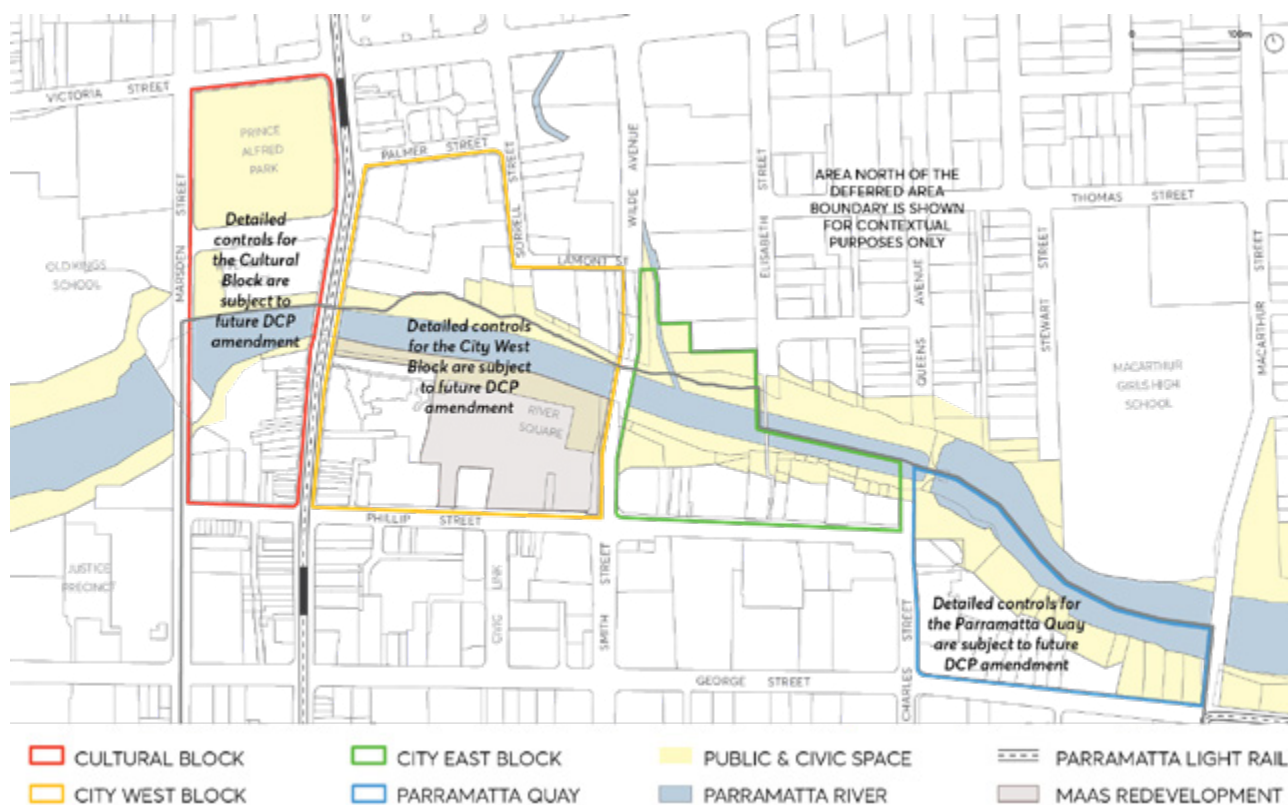 100m
VICTORIA STREET
PRINCE
ALFRED
PARK
PALMER STREET
SORRELL STREET
WILDE AVENUE
ELISABETH STREET
AREA NORTH OF THE
DEFERRED AREA
BOUNDARY IS SHOWN
FOR CONTEXTUAL
PURPOSES ONLY
THOMAS STREET
MARSDEN STREET
Detailed
controls for
the Cultural
Block are
subject to
future DCP
amendment
OLD KINGS
SCHOOL
LAMONT ST
QUEENS AVENUE
STEWART STREET
MACARTHUR STREET
Detailed controls
for the City West
Block are subject
to future DCP
amendment
RIVER
SQUARE
MACARTHUR
GIRLS HIGH
SCHOOL
PHILLIP STREET
JUSTICE
PRECINCT
CIVIC LINK
SMITH STREET
CHARLES STREET
Detailed controls for
the Parramatta Quay
are subject to future
DCP amendment
GEORGE STREET
CULTURAL BLOCK
CITY EAST BLOCK
PUBLIC & CIVIC SPACE
PARRAMATTA LIGHT RAIL
CITY WEST BLOCK
PARRAMATTA QUAY
PARRAMATTA RIVER
MAAS REDEVELOPMENT